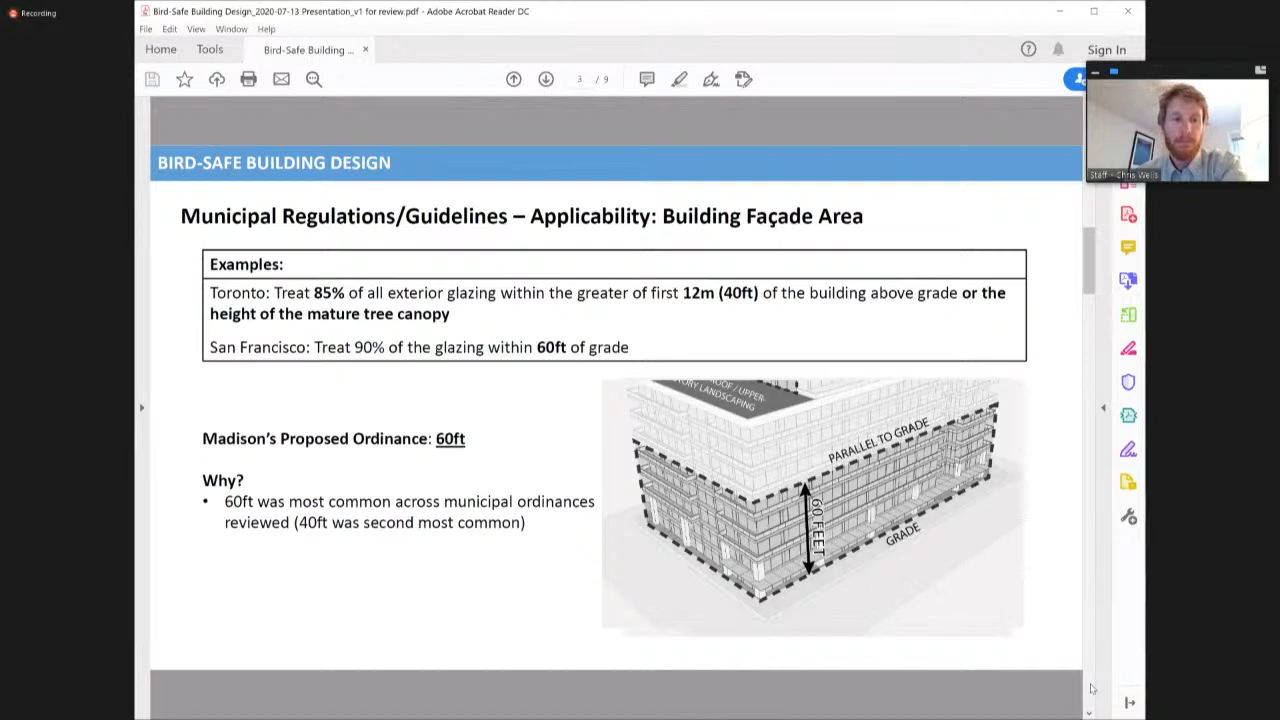 Recording
Bird-Safe Building Design_2020-07-13 Presentation_v1 for review.pdf - Adobe Acrobat Reader DC
File Edit View Window Help
Home Tools Bird-Safe Building ... × Sign In
3 / 9
Staff - Chris Wells
BIRD-SAFE BUILDING DESIGN
Municipal Regulations/Guidelines – Applicability: Building Façade Area
Examples:
Toronto: Treat 85% of all exterior glazing within the greater of first 12m (40ft) of the building above grade or the
height of the mature tree canopy
San Francisco: Treat 90% of the glazing within 60ft of grade
Madison's Proposed Ordinance: 60ft
Why?
• 60ft was most common across municipal ordinances
reviewed (40ft was second most common)
ROOF / UPPER-
STORY LANDSCAPING
PARALLEL TO GRADE
60 FEET
GRADE